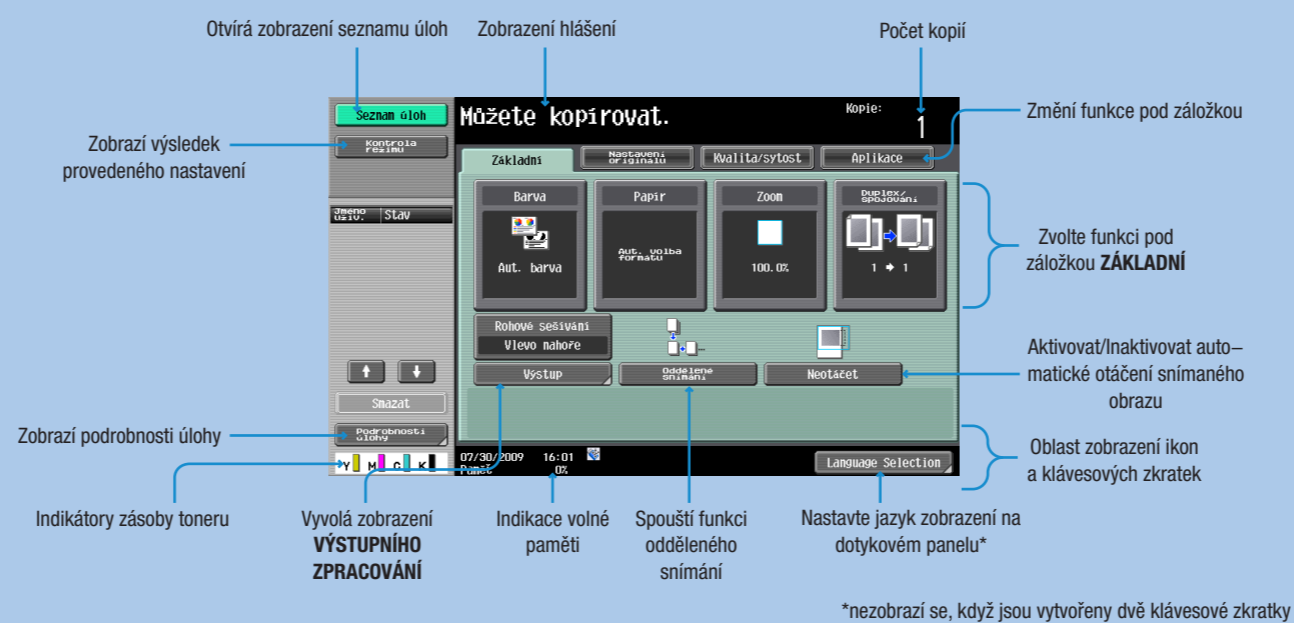 Otvírá zobrazení seznamu úloh
Zobrazení hlášení
Počet kopií
Seznam úloh
Můžete kopírovat.
Kopie:
1
Změní funkce pod záložkou
Zobrazí výsledek
provedeného nastavení
Kontrola
režimu
Základní
Nastavení
originálu
Kvalita/sytost
Aplikace
Jméno
uživ.
Stav
Barva
Papír
Zoom
Duplex/
spojování
Aut. barva
Aut. volba
formátu
100.0%
1 → 1
Zvolte funkci pod
záložkou ZÁKLADNÍ
Rohové sešívání
Vlevo nahoře
Výstup
Oddělené
snímání
Neotáčet
Aktivovat/Inaktivovat auto–
matické otáčení snímaného
obrazu
Smazat
Zobrazí podrobnosti úlohy
Podrobnosti
úlohy
Y M C K
07/30/2009 16:01
Paměť 0%
Language Selection
Oblast zobrazení ikon
a klávesových zkratek
Indikátory zásoby toneru
Vyvolá zobrazení
VÝSTUPNÍHO
ZPRACOVÁNÍ
Indikace volné
paměti
Spouští funkci
odděleného
snímání
Nastavte jazyk zobrazení na
dotykovém panelu*
*nezobrazí se, když jsou vytvořeny dvě klávesové zkratky